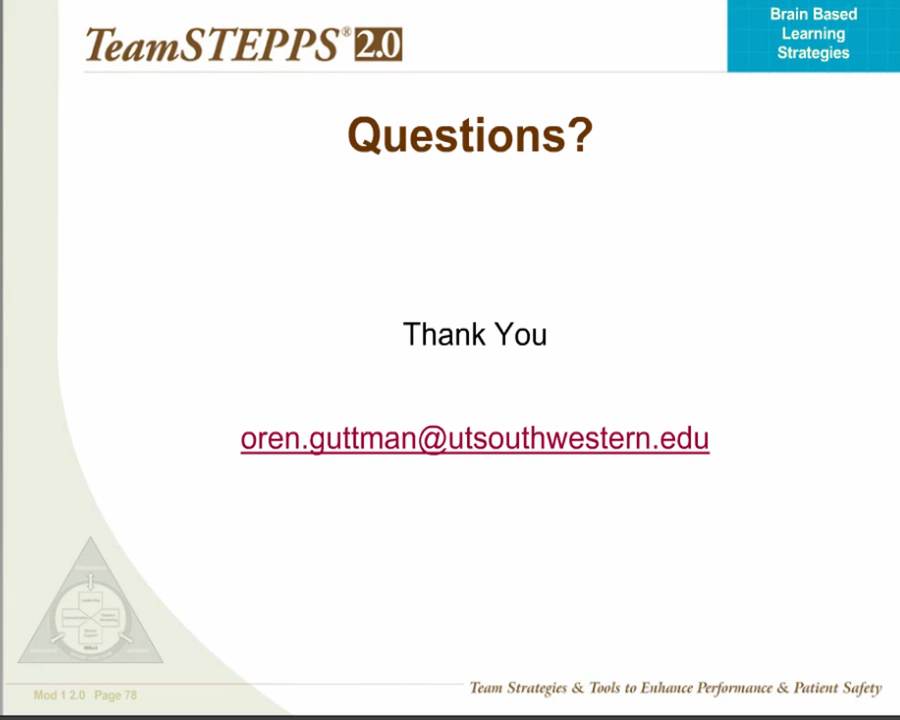 TeamSTEPPS® 2.0
Brain Based
Learning
Strategies
Questions?
Thank You
oren.guttman@utsouthwestern.edu
SKILLS
Mod 1 2.0 Page 78
Team Strategies & Tools to Enhance Performance & Patient Safety